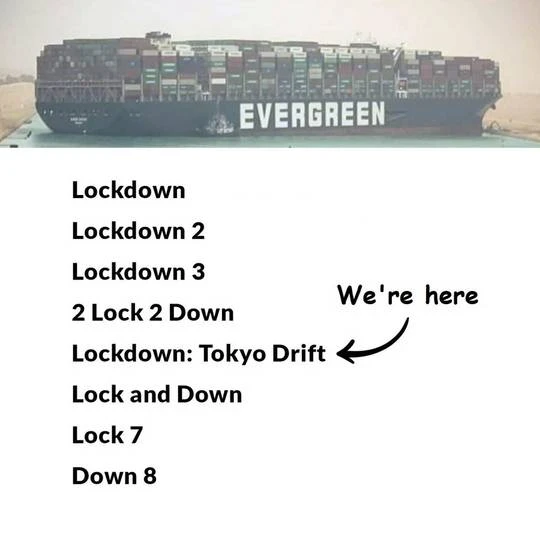 EVERGREEN
Lockdown
Lockdown 2
Lockdown 3
We're here
2 Lock 2 Down
Lockdown: Tokyo Drift
Lock and Down
Lock 7
Down 8